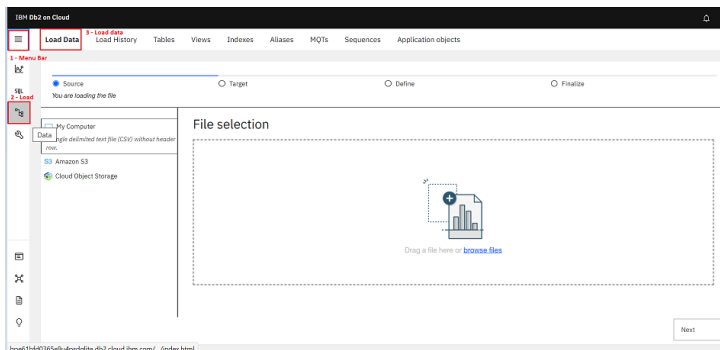 IBM Db2 on Cloud
3 - Load data
Load Data Load History Tables Views Indexes Aliases MQTs Sequences Application objects
1 - Menu Bar
Source Target Define Finalize
SQL
You are loading the file
2 - Load
My Computer
File selection
Data
single delimited text file (CSV) without header
row.
S3 Amazon S3
Cloud Object Storage
Drag a file here or browse files
Next